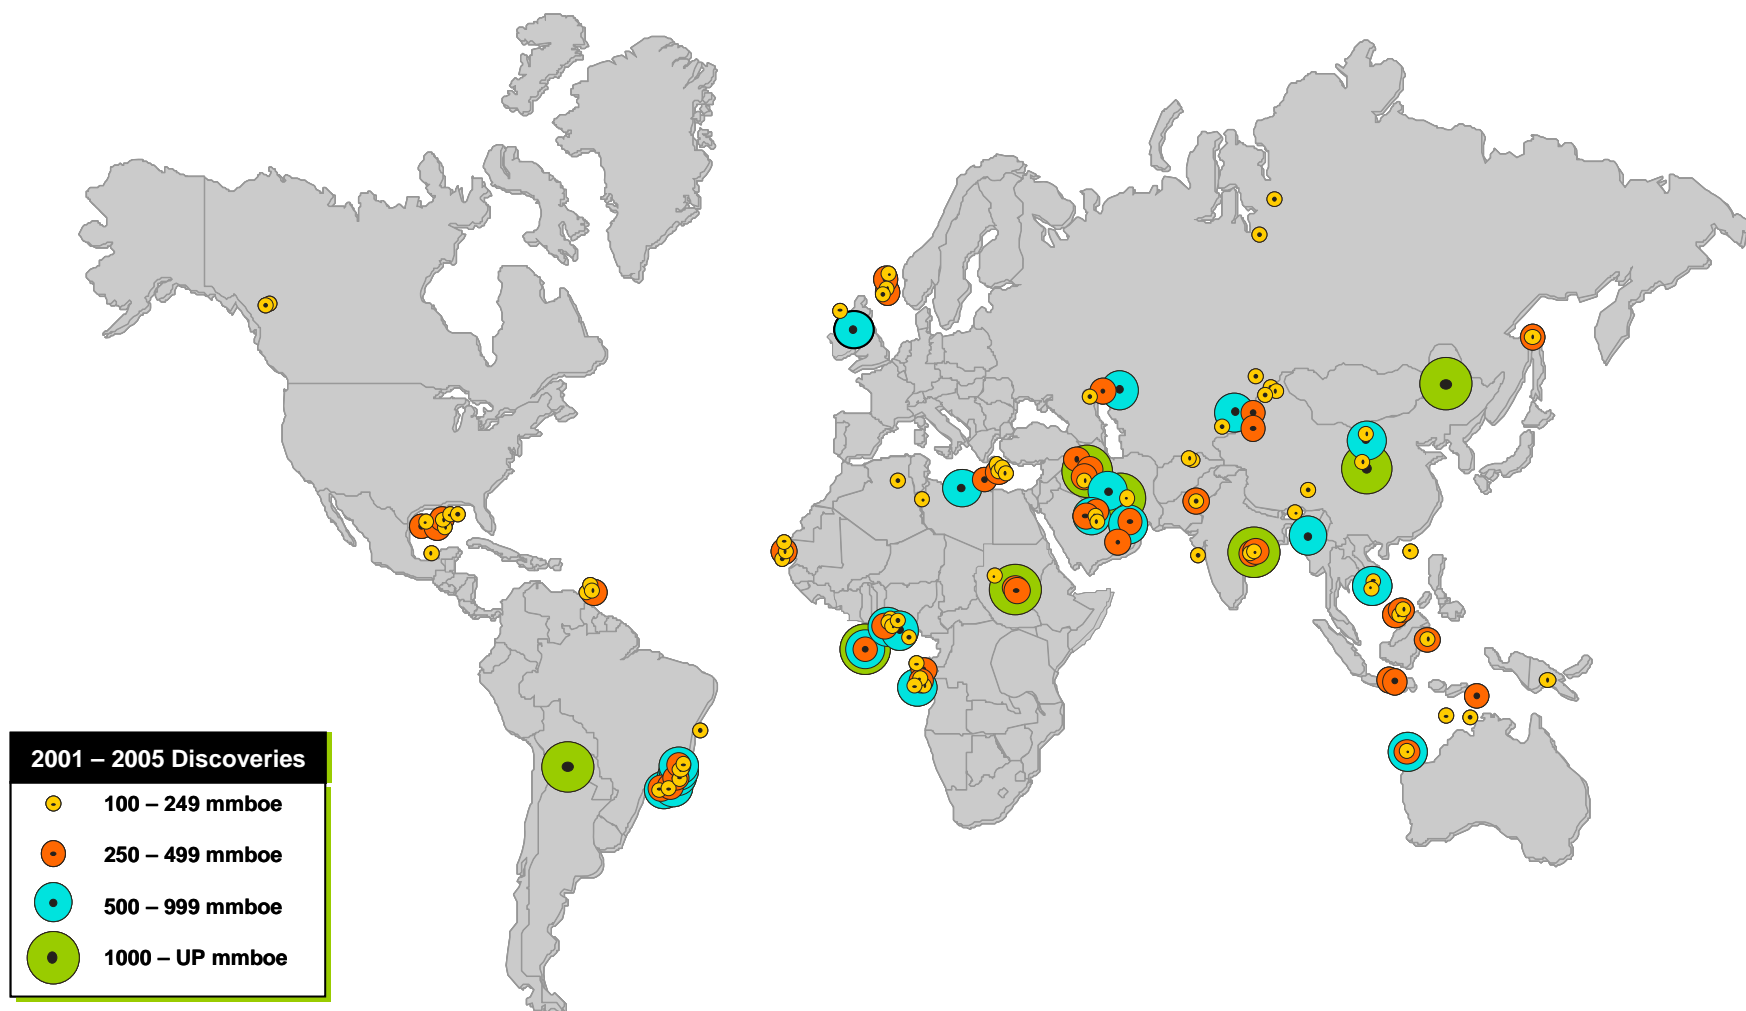 2001 – 2005 Discoveries
100 – 249 mmboe
250 – 499 mmboe
500 – 999 mmboe
1000 – UP mmboe